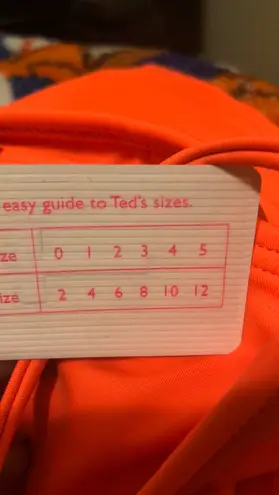 easy guide to Ted's sizes.
ze 0 1 2 3 4 5
ize 2 4 6 8 10 12